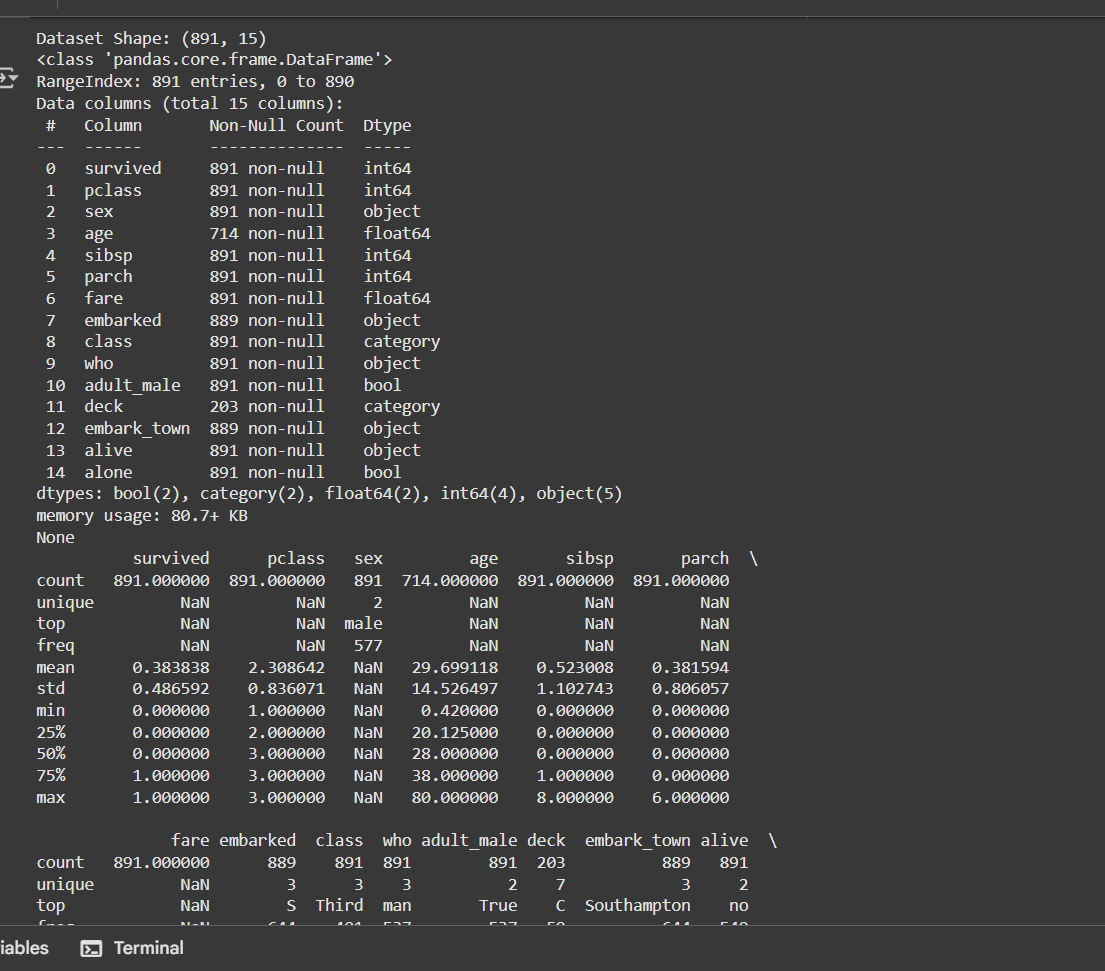 Dataset Shape: (891, 15)
<class 'pandas.core.frame.DataFrame'>
RangeIndex: 891 entries, 0 to 890
Data columns (total 15 columns):
 #   Column       Non-Null Count  Dtype
---  ------       --------------  -----
 0   survived     891 non-null    int64
 1   pclass       891 non-null    int64
 2   sex          891 non-null    object
 3   age          714 non-null    float64
 4   sibsp        891 non-null    int64
 5   parch        891 non-null    int64
 6   fare         891 non-null    float64
 7   embarked     889 non-null    object
 8   class        891 non-null    category
 9   who          891 non-null    object
 10  adult_male   891 non-null    bool
 11  deck         203 non-null    category
 12  embark_town  889 non-null    object
 13  alive        891 non-null    object
 14  alone        891 non-null    bool
dtypes: bool(2), category(2), float64(2), int64(4), object(5)
memory usage: 80.7+ KB
None
          survived      pclass   sex         age       sibsp       parch  \
count   891.000000  891.000000   891  714.000000  891.000000  891.000000
unique         NaN         NaN     2         NaN         NaN         NaN
top            NaN         NaN  male         NaN         NaN         NaN
freq           NaN         NaN   577         NaN         NaN         NaN
mean      0.383838    2.308642   NaN   29.699118    0.523008    0.381594
std       0.486592    0.836071   NaN   14.526497    1.102743    0.806057
min       0.000000    1.000000   NaN    0.420000    0.000000    0.000000
25%       0.000000    2.000000   NaN   20.125000    0.000000    0.000000
50%       0.000000    3.000000   NaN   28.000000    0.000000    0.000000
75%       1.000000    3.000000   NaN   38.000000    1.000000    0.000000
max       1.000000    3.000000   NaN   80.000000    8.000000    6.000000
              fare embarked  class  who adult_male deck  embark_town alive  \
count   891.000000      889    891  891        891  203          889   891
unique         NaN        3      3    3          2    7            3     2
top            NaN        S  Third  man       True    C  Southampton    no
iables
Terminal